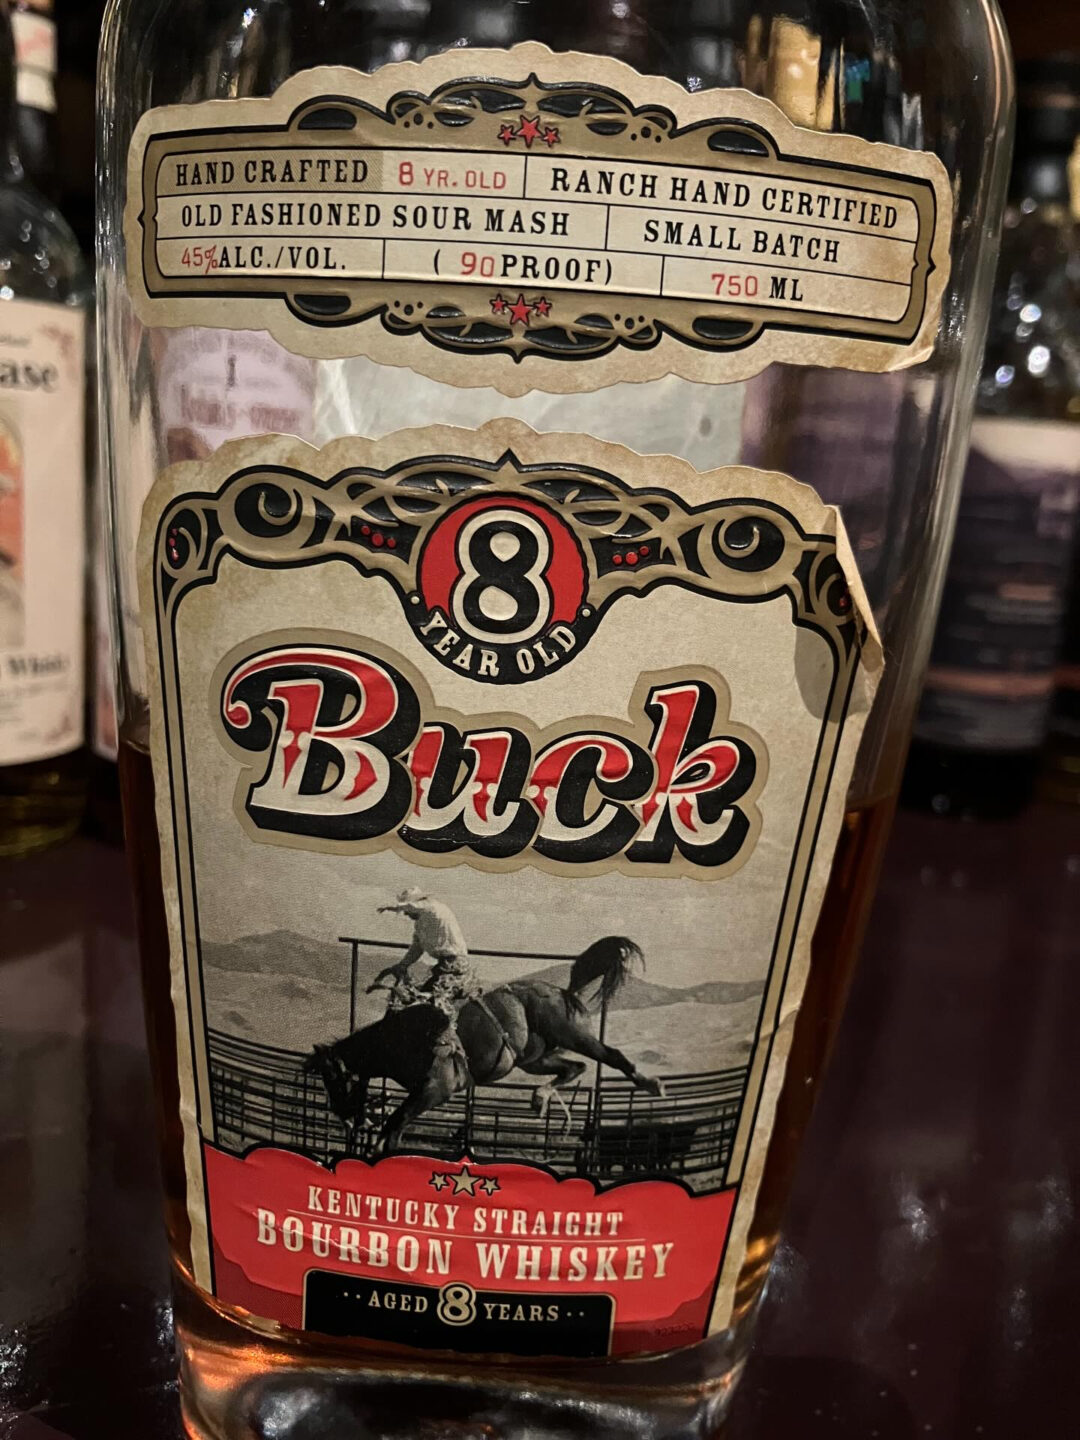 HAND CRAFTED 8 YR. OLD RANCH HAND CERTIFIED
OLD FASHIONED SOUR MASH SMALL BATCH
45% ALC./VOL. ( 90 PROOF) 750 ML
8
YEAR OLD
Buck
KENTUCKY STRAIGHT
BOURBON WHISKEY
··AGED 8 YEARS··